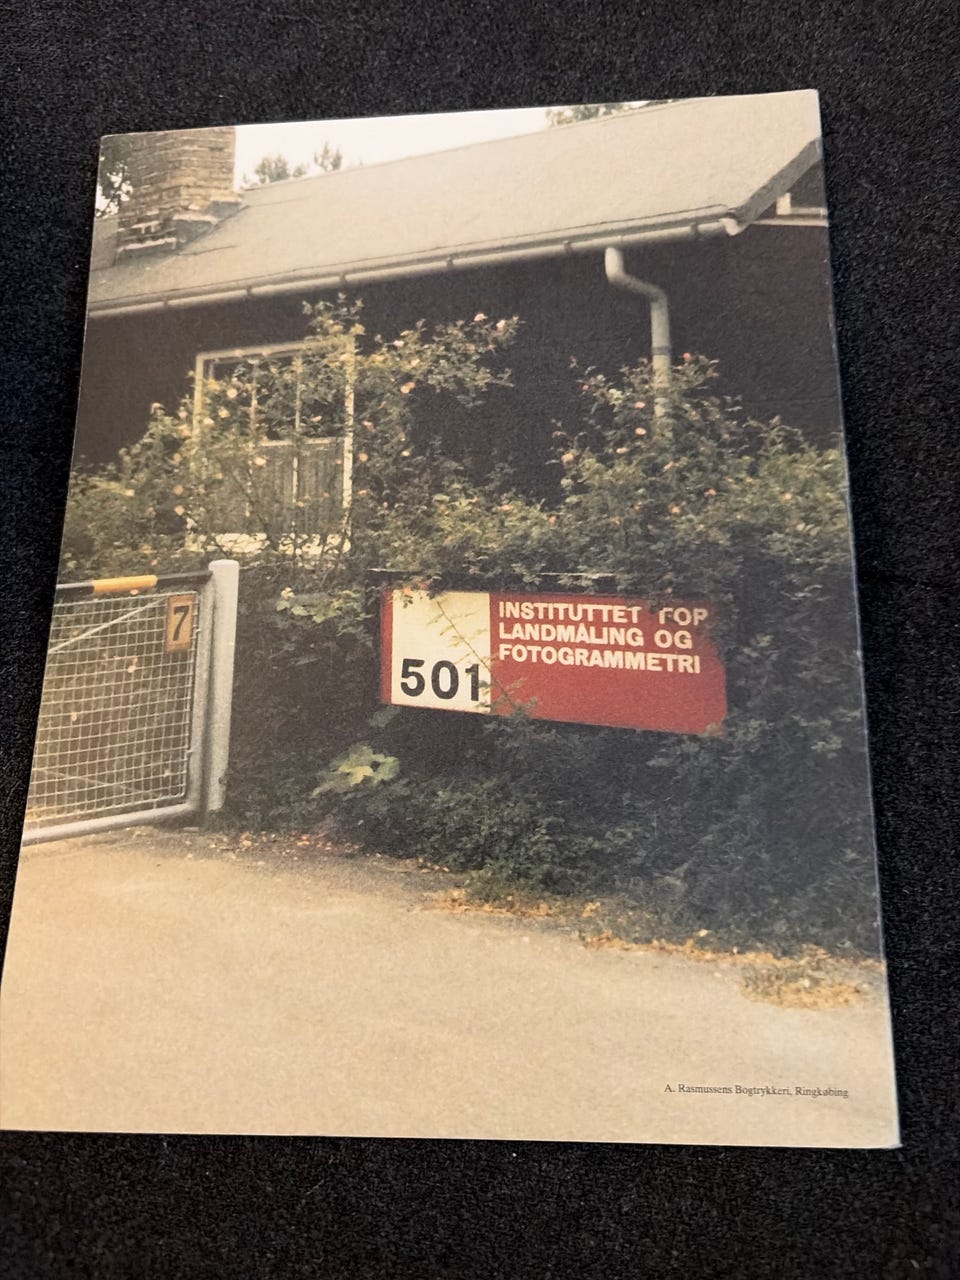 7
501
INSTITUTTET FOR
LANDMÅLING OG
FOTOGRAMMETRI
A. Rasmussens Bogtrykkeri, Ringkøbing